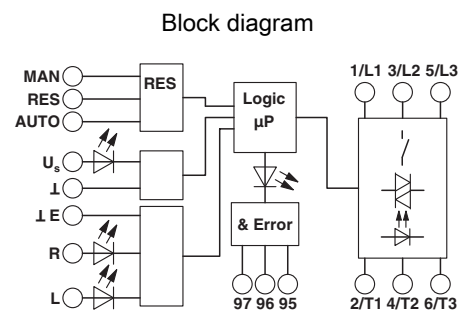 Block diagram
MAN
RES
AUTO
RES
Us
⊥
⊥ E
R
L
Logic
µP
& Error
97 96 95
1/L1 3/L2 5/L3
2/T1 4/T2 6/T3